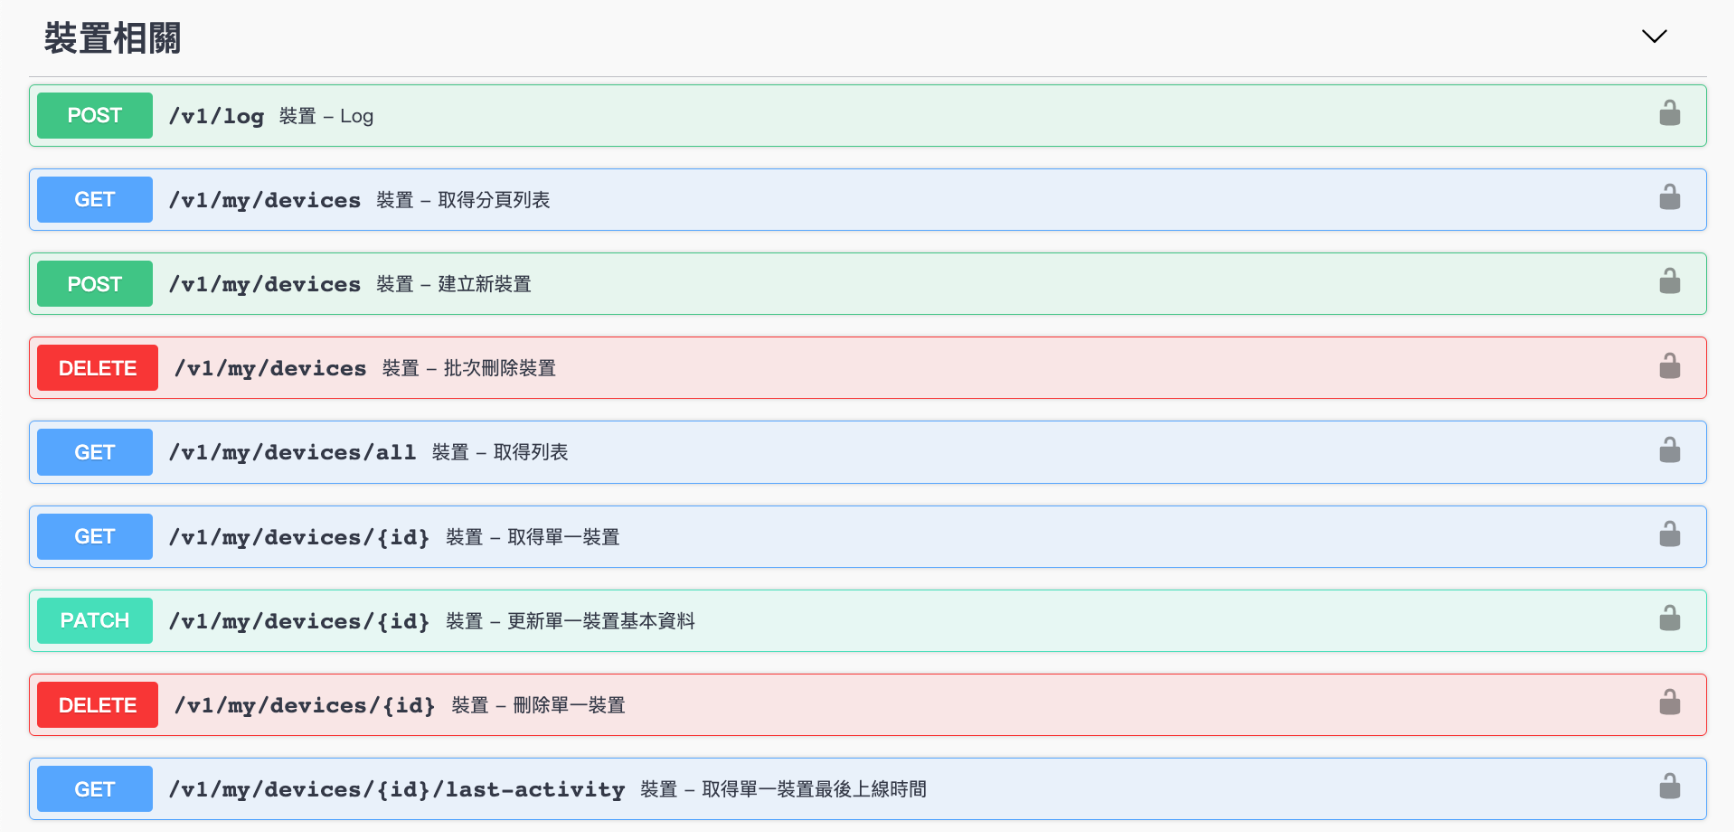 裝置相關
POST /v1/log 裝置 – Log
GET /v1/my/devices 裝置 – 取得分頁列表
POST /v1/my/devices 裝置 – 建立新裝置
DELETE /v1/my/devices 裝置 – 批次刪除裝置
GET /v1/my/devices/all 裝置 – 取得列表
GET /v1/my/devices/{id} 裝置 – 取得單一裝置
PATCH /v1/my/devices/{id} 裝置 – 更新單一裝置基本資料
DELETE /v1/my/devices/{id} 裝置 – 刪除單一裝置
GET /v1/my/devices/{id}/last-activity 裝置 – 取得單一裝置最後上線時間